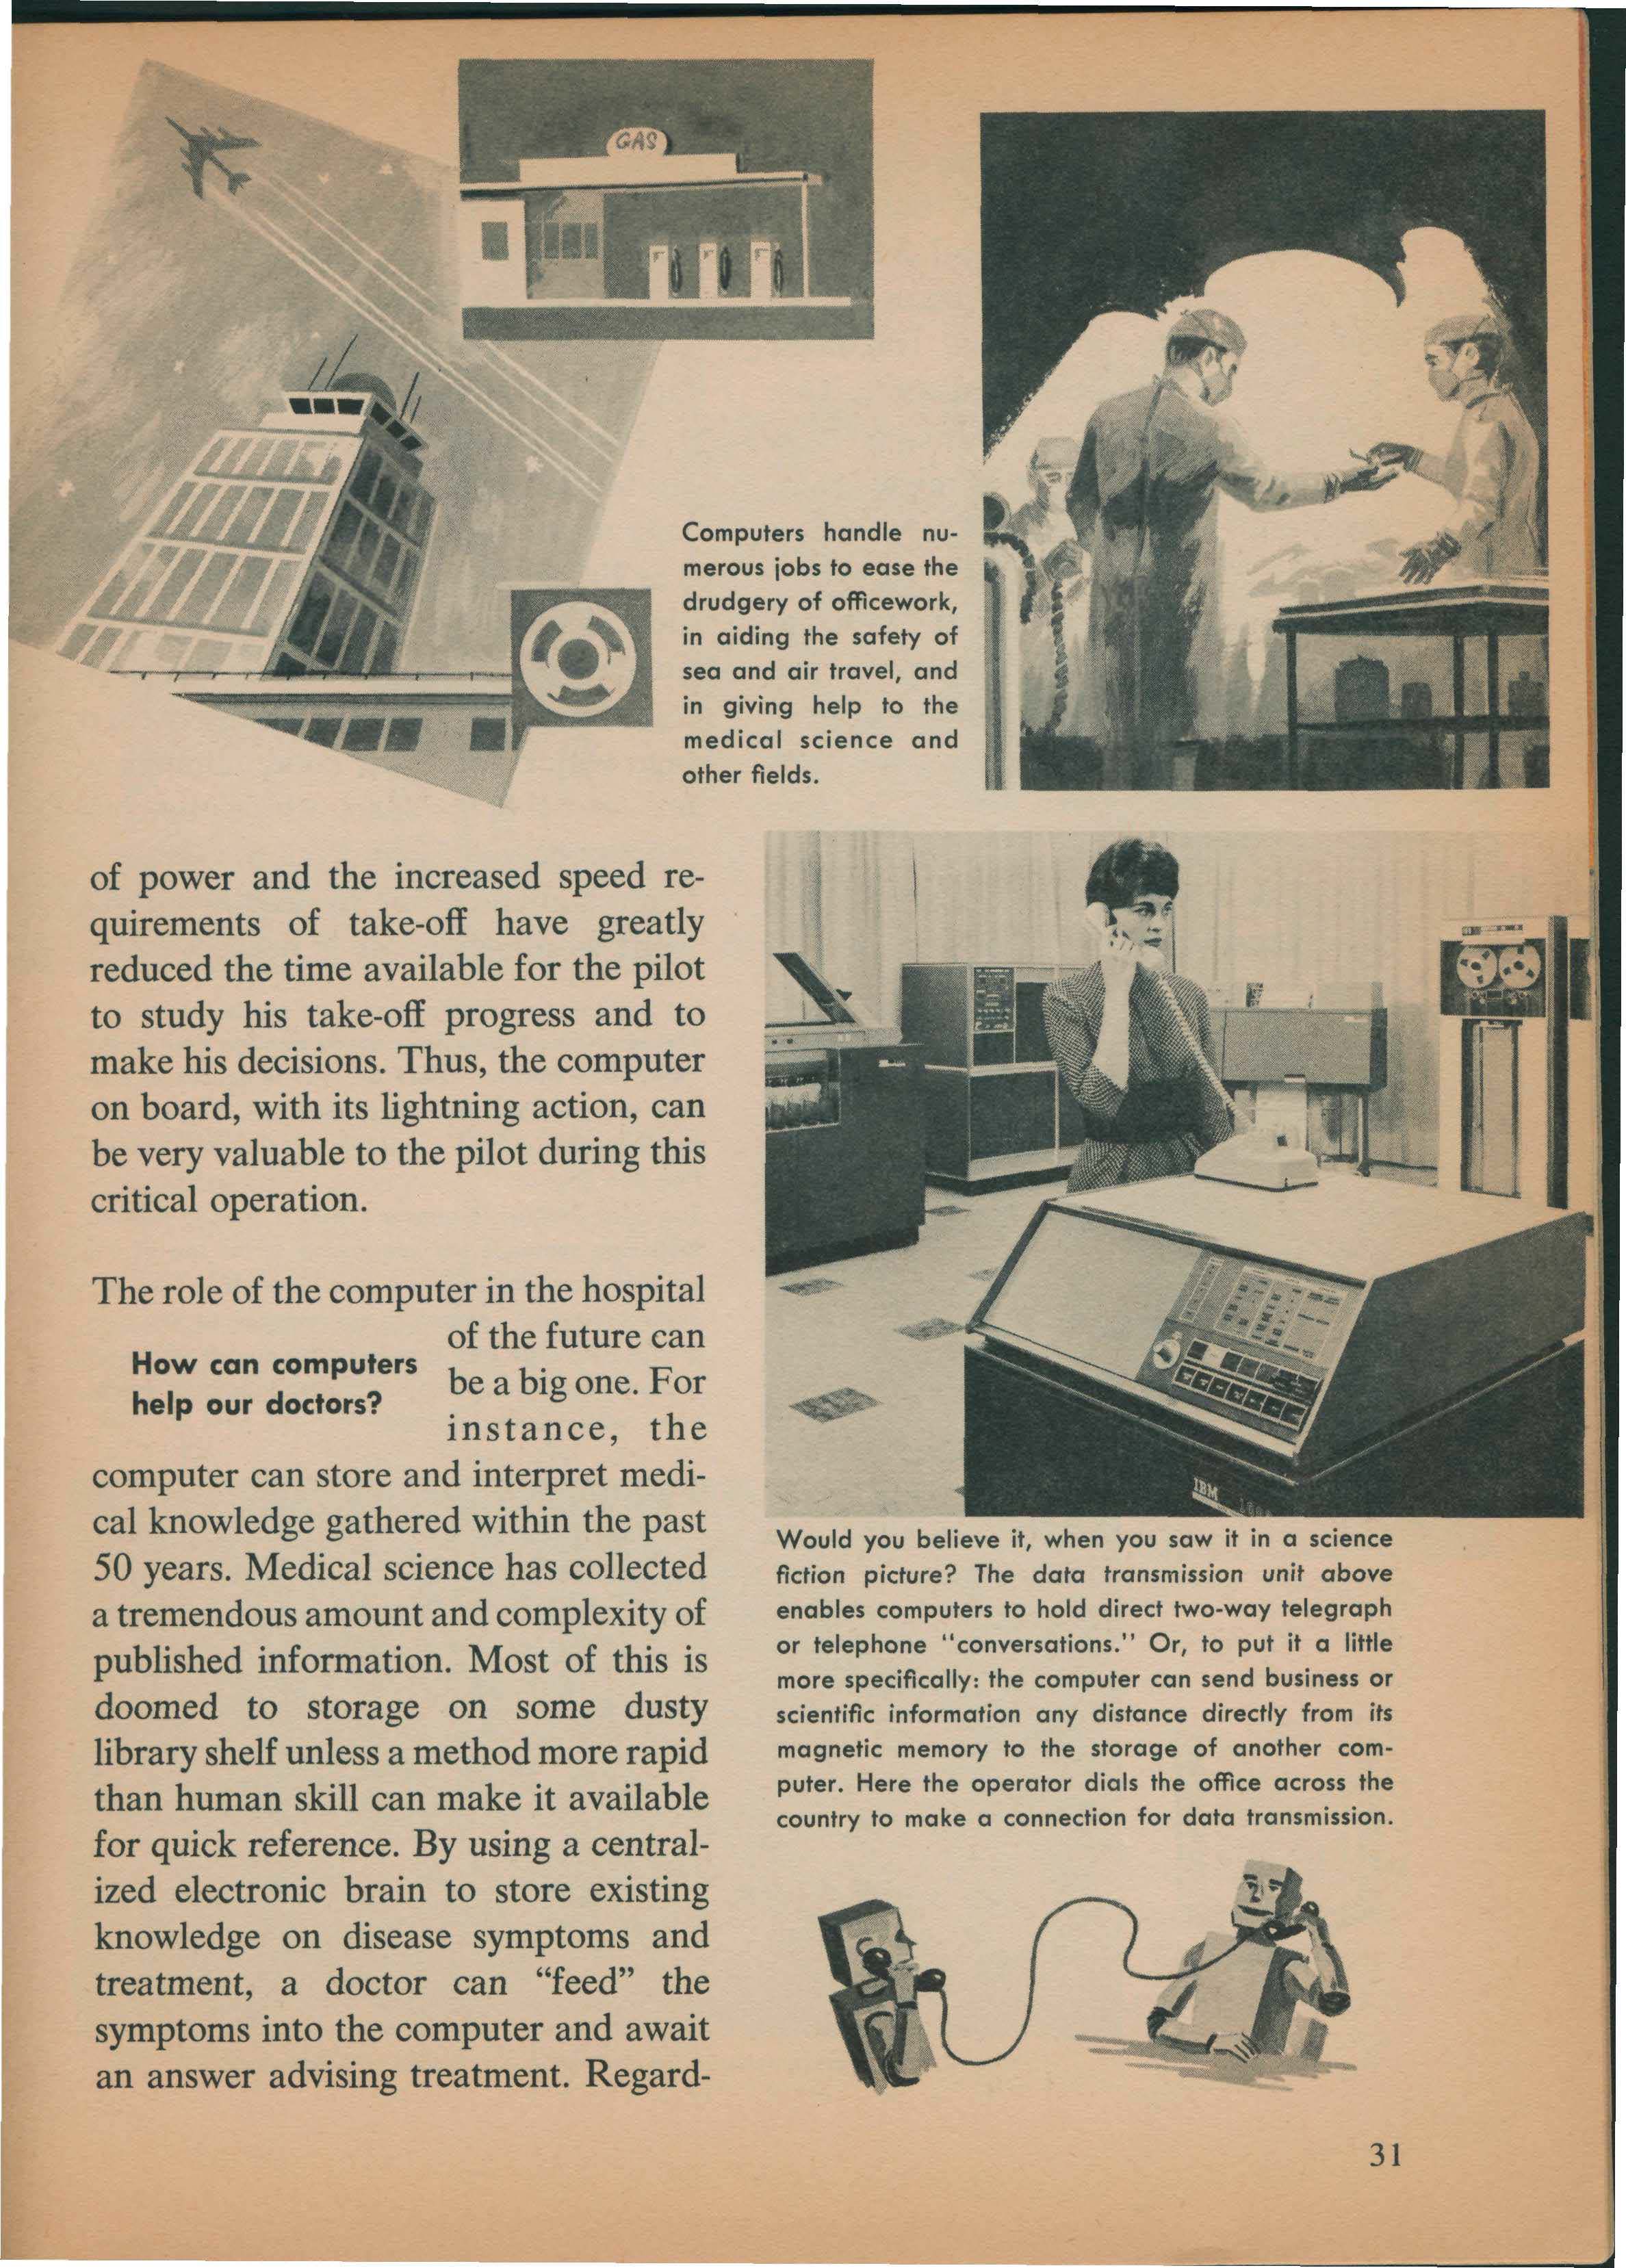 GAS
Computers handle nu-
merous jobs to ease the
drudgery of officework,
in aiding the safety of
sea and air travel, and
in giving help to the
medical science and
other fields.
of power and the increased speed re-
quirements of take-off have greatly
reduced the time available for the pilot
to study his take-off progress and to
make his decisions. Thus, the computer
on board, with its lightning action, can
be very valuable to the pilot during this
critical operation.
How can computers
help our doctors?
The role of the computer in the hospital
of the future can
be a big one. For
instance, the
computer can store and interpret medi-
cal knowledge gathered within the past
50 years. Medical science has collected
a tremendous amount and complexity of
published information. Most of this is
doomed to storage on some dusty
library shelf unless a method more rapid
than human skill can make it available
for quick reference. By using a central-
ized electronic brain to store existing
knowledge on disease symptoms and
treatment, a doctor can “feed” the
symptoms into the computer and await
an answer advising treatment. Regard-
IBM
Would you believe it, when you saw it in a science
fiction picture? The data transmission unit above
enables computers to hold direct two-way telegraph
or telephone "conversations." Or, to put it a little
more specifically: the computer can send business or
scientific information any distance directly from its
magnetic memory to the storage of another com-
puter. Here the operator dials the office across the
country to make a connection for data transmission.
31